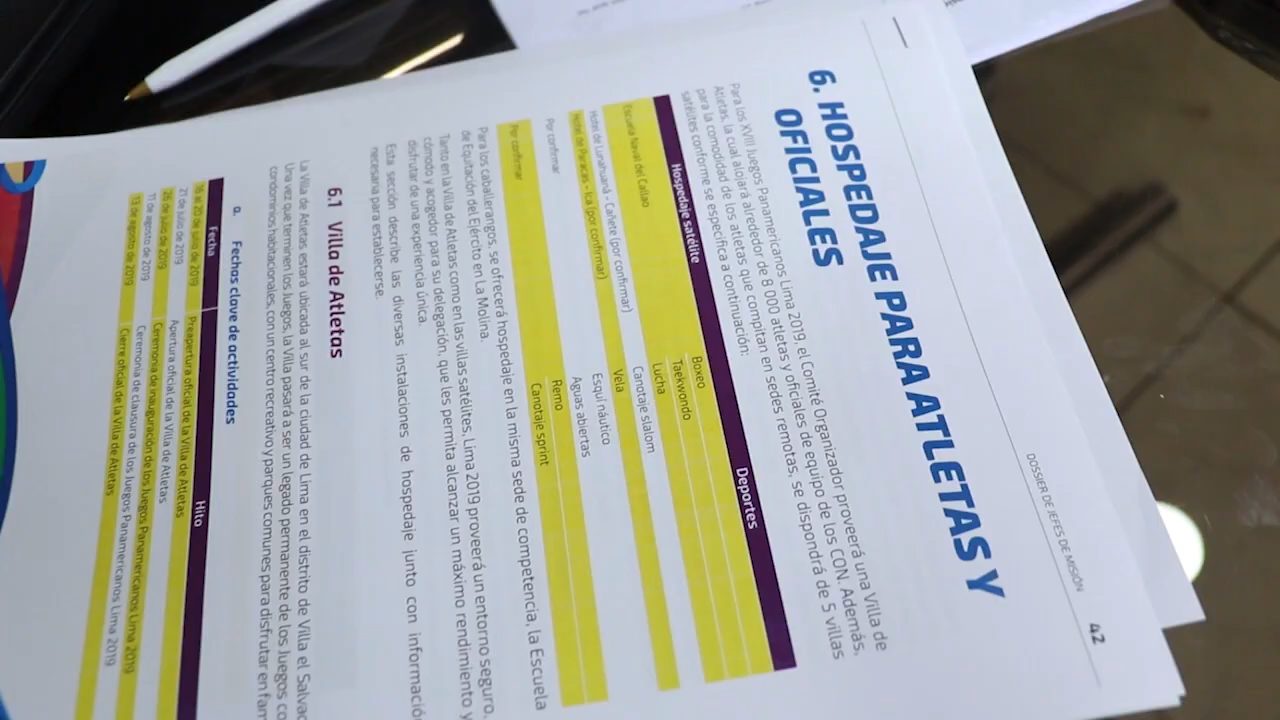 DOSSIER DE JEFES DE MISIÓN
42
6. HOSPEDAJE PARA ATLETAS Y
OFICIALES
Para los XVIII Juegos Panamericanos Lima 2019, el Comité Organizador proveerá una Villa de
Atletas, la cual alojará alrededor de 8 000 atletas y oficiales de equipo de los CON. Además,
para la comodidad de los atletas que compitan en sedes remotas, se dispondrá de 5 villas
satélites conforme se especifica a continuación:
Hospedaje satélite Deportes
Boxeo
Escuela Naval del Callao Taekwondo
Lucha
Hotel de Lunahuaná - Cañete (por confirmar) Canotaje slalom
Hotel de Paracas - Ica (por confirmar) Vela
Esquí náutico
Por confirmar Aguas abiertas
Remo
Por confirmar Canotaje sprint
Para los caballerangos, se ofrecerá hospedaje en la misma sede de competencia, la Escuela
de Equitación del Ejército en La Molina.
Tanto en la Villa de Atletas como en las villas satélites, Lima 2019 proveerá un entorno seguro,
cómodo y acogedor para su delegación, que les permita alcanzar un máximo rendimiento y
disfrutar de una experiencia única.
Esta sección describe las diversas instalaciones de hospedaje junto con informació
necesaria para establecerse.
6.1 Villa de Atletas
La Villa de Atletas estará ubicada al sur de la ciudad de Lima en el distrito de Villa el Salvad
Una vez que terminen los Juegos, la Villa pasará a ser un legado permanente de los Juegos co
condominios habitacionales, con un centro recreativo y parques comunes para disfrutar en fam
a. Fechas clave de actividades
Fecha Hito
16 al 20 de julio de 2019 Preapertura oficial de la Villa de Atletas
21 de julio de 2019 Apertura oficial de la Villa de Atletas
26 de julio de 2019 Ceremonia de inauguración de los Juegos Panamericanos Lima 2019
11 de agosto de 2019 Ceremonia de clausura de los Juegos Panamericanos Lima 2019
13 de agosto de 2019 Cierre oficial de la Villa de Atletas